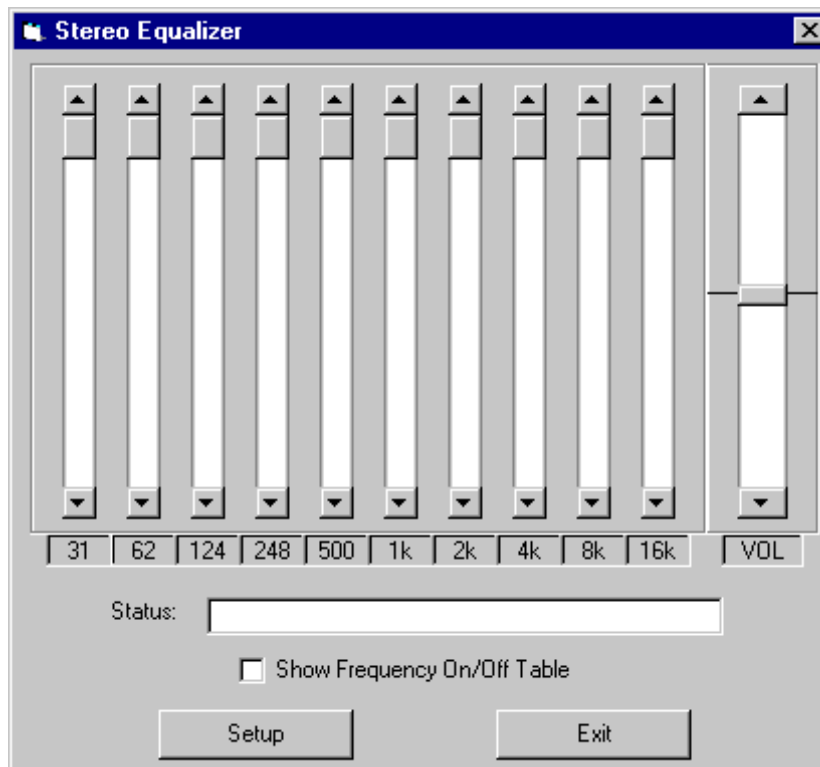 Stereo Equalizer
31 62 124 248 500 1k 2k 4k 8k 16k VOL
Status:
Show Frequency On/Off Table
Setup Exit